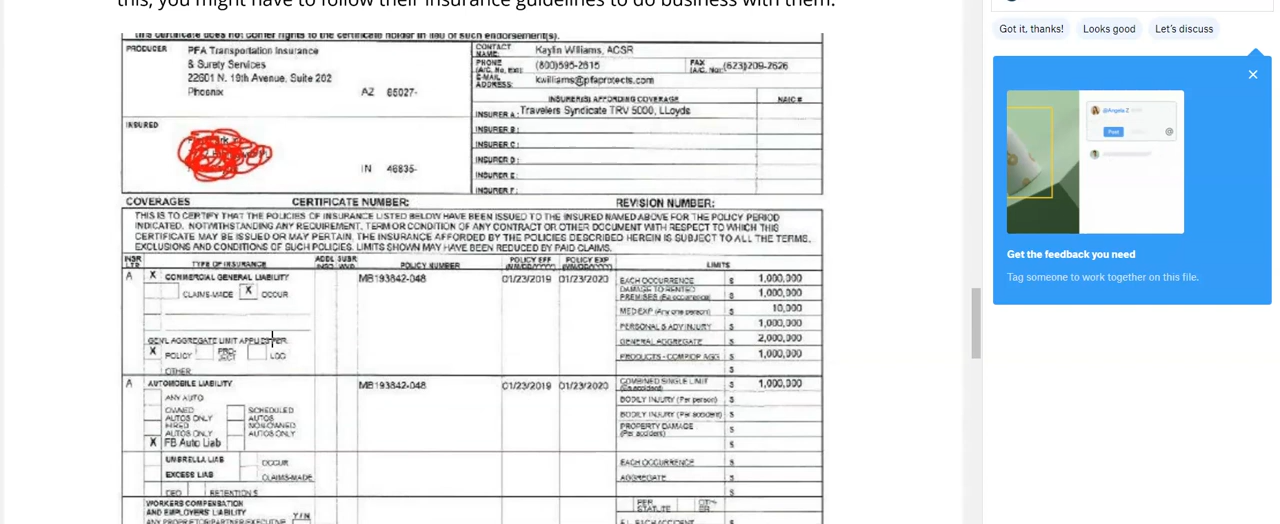 this, you might have to follow their insurance guidelines to do business with them.
this certificate does not confer rights to the certificate holder in lieu of such endorsement(s).
PRODUCER
PFA Transportation Insurance
& Surety Services
22601 N. 19th Avenue, Suite 202
Phoenix AZ 85027-
CONTACT NAME: Kaylin Williams, ACSR
PHONE (A/C, No, Ext): (800)595-2615
FAX (A/C, No): (623)209-2626
E-MAIL ADDRESS: kwilliams@pfaprotects.com
INSURER(S) AFFORDING COVERAGE NAIC #
INSURER A: Travelers Syndicate TRV 5000, LLoyds
INSURED
INSURER B:
INSURER C:
INSURER D:
IN 46835-
INSURER E:
INSURER F:
COVERAGES CERTIFICATE NUMBER: REVISION NUMBER:
THIS IS TO CERTIFY THAT THE POLICIES OF INSURANCE LISTED BELOW HAVE BEEN ISSUED TO THE INSURED NAMED ABOVE FOR THE POLICY PERIOD
INDICATED. NOTWITHSTANDING ANY REQUIREMENT, TERM OR CONDITION OF ANY CONTRACT OR OTHER DOCUMENT WITH RESPECT TO WHICH THIS
CERTIFICATE MAY BE ISSUED OR MAY PERTAIN, THE INSURANCE AFFORDED BY THE POLICIES DESCRIBED HEREIN IS SUBJECT TO ALL THE TERMS,
EXCLUSIONS AND CONDITIONS OF SUCH POLICIES. LIMITS SHOWN MAY HAVE BEEN REDUCED BY PAID CLAIMS.
INSR LTR TYPE OF INSURANCE ADDL INSD SUBR WVD POLICY NUMBER POLICY EFF (MM/DD/YYYY) POLICY EXP (MM/DD/YYYY) LIMITS
A X COMMERCIAL GENERAL LIABILITY MB193842-048 01/23/2019 01/23/2020 EACH OCCURRENCE $ 1,000,000
CLAIMS-MADE X OCCUR DAMAGE TO RENTED PREMISES (Ea occurrence) $ 1,000,000
MED EXP (Any one person) $ 10,000
PERSONAL & ADV INJURY $ 1,000,000
GEN'L AGGREGATE LIMIT APPLIES PER: GENERAL AGGREGATE $ 2,000,000
X POLICY PRO-JECT LOC PRODUCTS - COMP/OP AGG $ 1,000,000
OTHER $
A AUTOMOBILE LIABILITY MB193842-048 01/23/2019 01/23/2020 COMBINED SINGLE LIMIT (Ea accident) $ 1,000,000
ANY AUTO BODILY INJURY (Per person) $
OWNED AUTOS ONLY SCHEDULED AUTOS BODILY INJURY (Per accident) $
HIRED AUTOS ONLY NON-OWNED AUTOS ONLY PROPERTY DAMAGE (Per accident) $
X FB Auto Liab $
UMBRELLA LIAB OCCUR EACH OCCURRENCE $
EXCESS LIAB CLAIMS-MADE AGGREGATE $
DED RETENTION $ $
WORKERS COMPENSATION PER STATUTE OTH-ER
AND EMPLOYERS' LIABILITY Y/N
ANY PROPRIETOR/PARTNER/EXECUTIVE E.L. EACH ACCIDENT $
Got it, thanks! Looks good Let's discuss
@Angela Z
Post
@
Get the feedback you need
Tag someone to work together on this file.